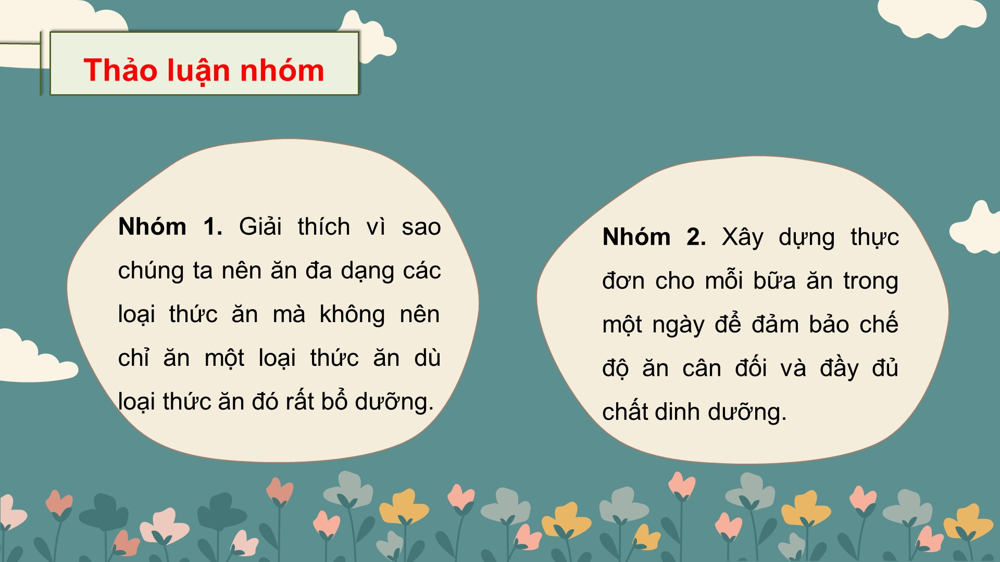 Thảo luận nhóm
Nhóm 1. Giải thích vì sao
chúng ta nên ăn đa dạng các
loại thức ăn mà không nên
chỉ ăn một loại thức ăn dù
loại thức ăn đó rất bổ dưỡng.
Nhóm 2. Xây dựng thực
đơn cho mỗi bữa ăn trong
một ngày để đảm bảo chế
độ ăn cân đối và đầy đủ
chất dinh dưỡng.